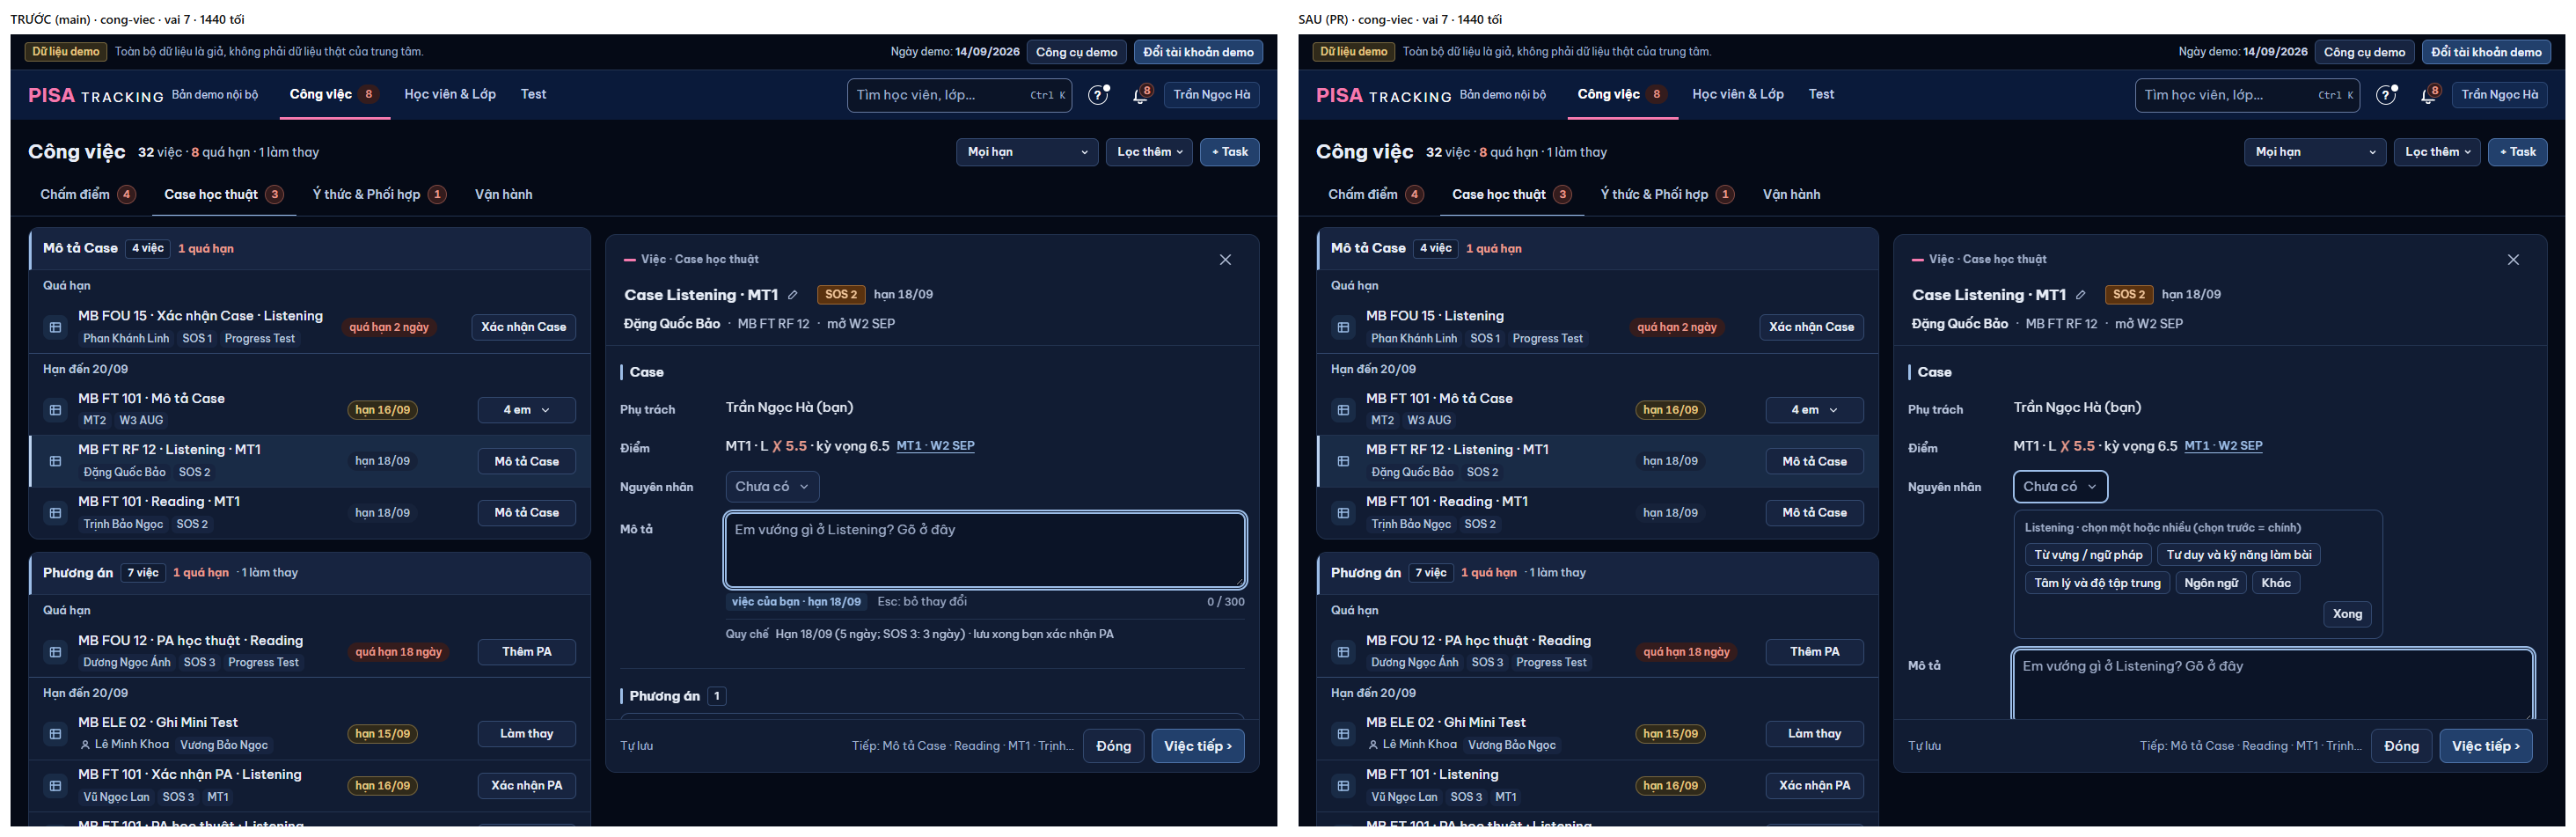 TRƯỚC (main) · cong-viec · vai 7 · 1440 tối
Dữ liệu demo Toàn bộ dữ liệu là giả, không phải dữ liệu thật của trung tâm. Ngày demo: 14/09/2026 Công cụ demo Đổi tài khoản demo
PISA TRACKING Bản demo nội bộ Công việc 8 Học viên & Lớp Test Tìm học viên, lớp... Ctrl K ? 8 Trần Ngọc Hà
Công việc 32 việc · 8 quá hạn · 1 làm thay Mọi hạn Lọc thêm + Task
Chấm điểm 4 Case học thuật 3 Ý thức & Phối hợp 1 Vận hành
Mô tả Case 4 việc 1 quá hạn
Quá hạn
MB FOU 15 · Xác nhận Case · Listening quá hạn 2 ngày Xác nhận Case
Phan Khánh Linh SOS 1 Progress Test
Hạn đến 20/09
MB FT 101 · Mô tả Case hạn 16/09 4 em
MT2 W3 AUG
MB FT RF 12 · Listening · MT1 hạn 18/09 Mô tả Case
Đặng Quốc Bảo SOS 2
MB FT 101 · Reading · MT1 hạn 18/09 Mô tả Case
Trịnh Bảo Ngọc SOS 2
Phương án 7 việc 1 quá hạn · 1 làm thay
Quá hạn
MB FOU 12 · PA học thuật · Reading quá hạn 18 ngày Thêm PA
Dương Ngọc Ánh SOS 3 Progress Test
Hạn đến 20/09
MB ELE 02 · Ghi Mini Test hạn 15/09 Làm thay
Lê Minh Khoa Vương Bảo Ngọc
MB FT 101 · Xác nhận PA · Listening hạn 16/09 Xác nhận PA
Vũ Ngọc Lan SOS 3 MT1
MB FT 101 · PA học thuật · Listening
Việc · Case học thuật
Case Listening · MT1 SOS 2 hạn 18/09
Đặng Quốc Bảo · MB FT RF 12 · mở W2 SEP
Case
Phụ trách Trần Ngọc Hà (bạn)
Điểm MT1 · L ✗ 5.5 · kỳ vọng 6.5 MT1 · W2 SEP
Nguyên nhân Chưa có
Mô tả Em vướng gì ở Listening? Gõ ở đây
việc của bạn · hạn 18/09 Esc: bỏ thay đổi 0 / 300
Quy chế Hạn 18/09 (5 ngày; SOS 3: 3 ngày) · lưu xong bạn xác nhận PA
Phương án 1
Tự lưu Tiếp: Mô tả Case · Reading · MT1 · Trịnh... Đóng Việc tiếp ›
SAU (PR) · cong-viec · vai 7 · 1440 tối
Dữ liệu demo Toàn bộ dữ liệu là giả, không phải dữ liệu thật của trung tâm. Ngày demo: 14/09/2026 Công cụ demo Đổi tài khoản demo
PISA TRACKING Bản demo nội bộ Công việc 8 Học viên & Lớp Test Tìm học viên, lớp... Ctrl K ? 8 Trần Ngọc Hà
Công việc 32 việc · 8 quá hạn · 1 làm thay Mọi hạn Lọc thêm + Task
Chấm điểm 4 Case học thuật 3 Ý thức & Phối hợp 1 Vận hành
Mô tả Case 4 việc 1 quá hạn
Quá hạn
MB FOU 15 · Listening quá hạn 2 ngày Xác nhận Case
Phan Khánh Linh SOS 1 Progress Test
Hạn đến 20/09
MB FT 101 · Mô tả Case hạn 16/09 4 em
MT2 W3 AUG
MB FT RF 12 · Listening · MT1 hạn 18/09 Mô tả Case
Đặng Quốc Bảo SOS 2
MB FT 101 · Reading · MT1 hạn 18/09 Mô tả Case
Trịnh Bảo Ngọc SOS 2
Phương án 7 việc 1 quá hạn · 1 làm thay
Quá hạn
MB FOU 12 · PA học thuật · Reading quá hạn 18 ngày Thêm PA
Dương Ngọc Ánh SOS 3 Progress Test
Hạn đến 20/09
MB ELE 02 · Ghi Mini Test hạn 15/09 Làm thay
Lê Minh Khoa Vương Bảo Ngọc
MB FT 101 · Listening hạn 16/09 Xác nhận PA
Vũ Ngọc Lan SOS 3 MT1
MB FT 101 · PA học thuật · Listening
Việc · Case học thuật
Case Listening · MT1 SOS 2 hạn 18/09
Đặng Quốc Bảo · MB FT RF 12 · mở W2 SEP
Case
Phụ trách Trần Ngọc Hà (bạn)
Điểm MT1 · L ✗ 5.5 · kỳ vọng 6.5 MT1 · W2 SEP
Nguyên nhân Chưa có
Listening · chọn một hoặc nhiều (chọn trước = chính)
Từ vựng / ngữ pháp Tư duy và kỹ năng làm bài
Tâm lý và độ tập trung Ngôn ngữ Khác
Xong
Mô tả Em vướng gì ở Listening? Gõ ở đây
Tự lưu Tiếp: Mô tả Case · Reading · MT1 · Trịnh... Đóng Việc tiếp ›